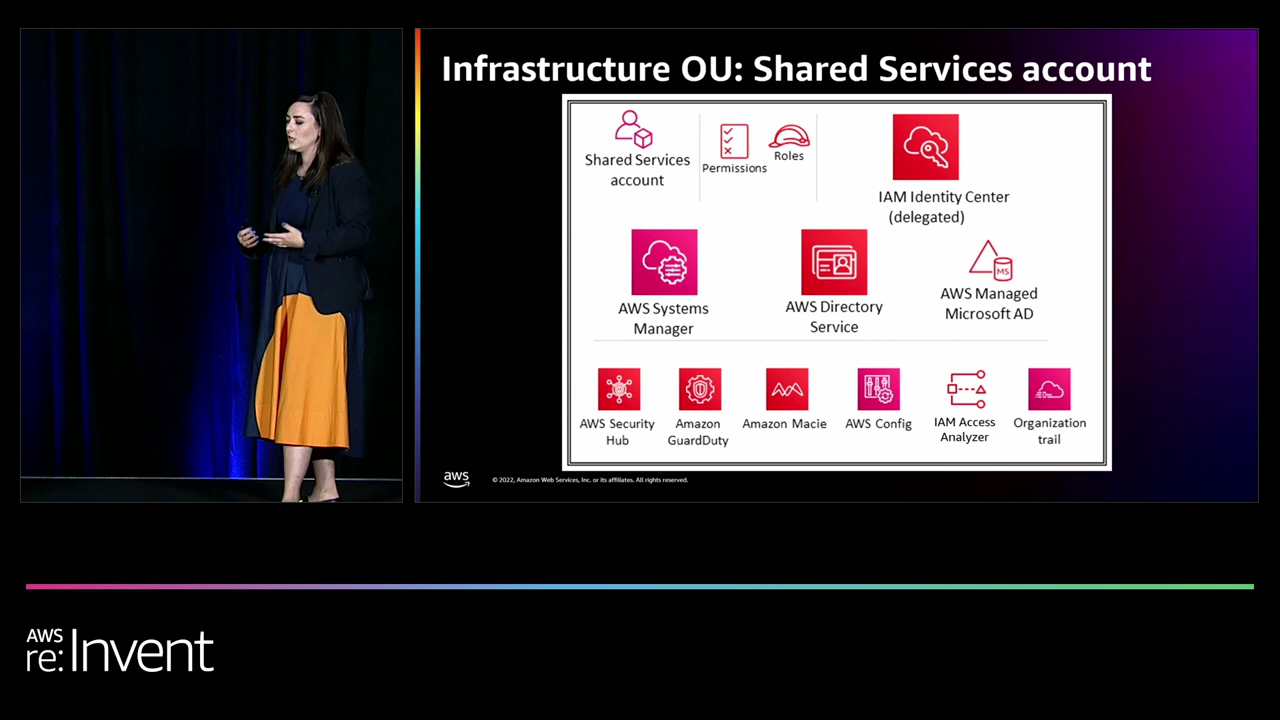 Infrastructure OU: Shared Services account
Shared Services
account
Permissions
Roles
IAM Identity Center
(delegated)
AWS Systems
Manager
AWS Directory
Service
MS
AWS Managed
Microsoft AD
AWS Security
Hub
Amazon
GuardDuty
Amazon Macie
AWS Config
IAM Access
Analyzer
Organization
trail
aws
© 2022, Amazon Web Services, Inc. or its affiliates. All rights reserved.
AWS
re:Invent